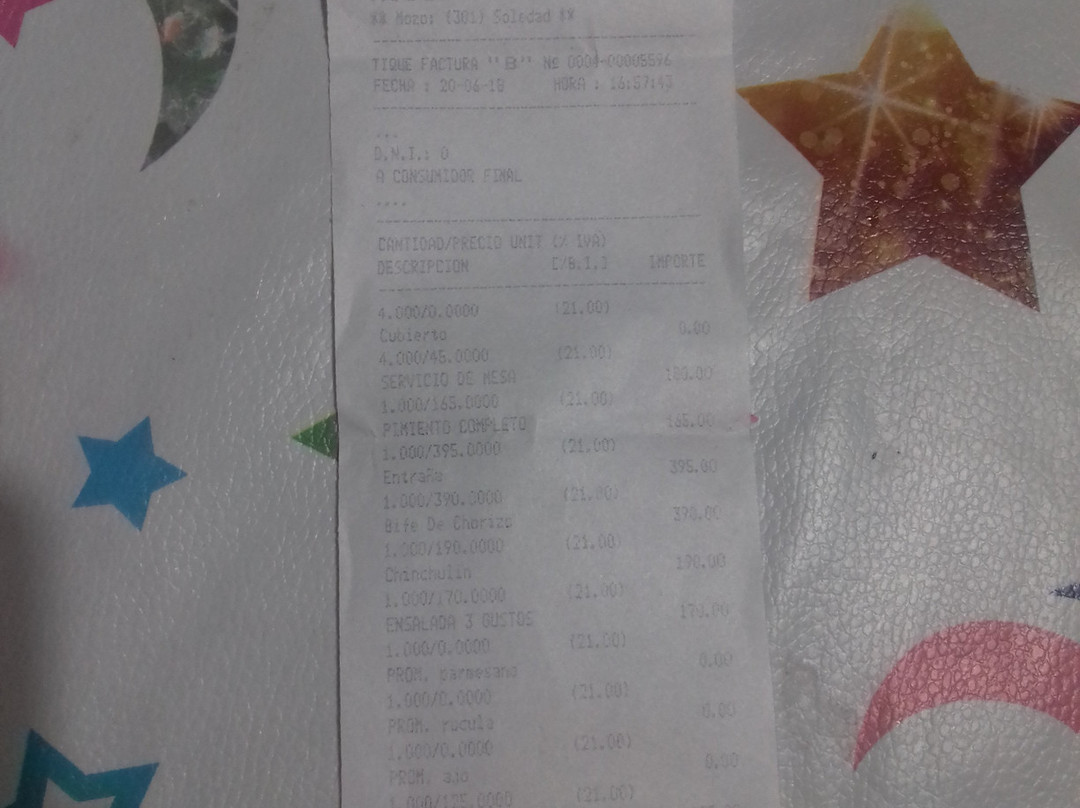 ** Mozo: (301) Soledad **
TIQUE FACTURA "B" Nº 0004-00005596
FECHA : 20-06-18 HORA : 16:57:43
...
D.N.I.: 0
A CONSUMIDOR FINAL
....
CANTIDAD/PRECIO UNIT (% IVA)
DESCRIPCION [%B.I.] IMPORTE
4.000/0.0000 (21.00)
Cubierto 0.00
4.000/45.0000 (21.00)
SERVICIO DE MESA 180.00
1.000/165.0000 (21.00)
PIMIENTO COMPLETO 165.00
1.000/395.0000 (21.00)
Entraña 395.00
1.000/390.0000 (21.00)
Bife De Chorizo 390.00
1.000/190.0000 (21.00)
Chinchulin 190.00
1.000/170.0000 (21.00)
ENSALADA 3 GUSTOS 170.00
1.000/0.0000 (21.00)
PROM. parmesano 0.00
1.000/0.0000 (21.00)
PROM. rucula 0.00
1.000/0.0000 (21.00)
PROM. ajo 0.00
(21.00)